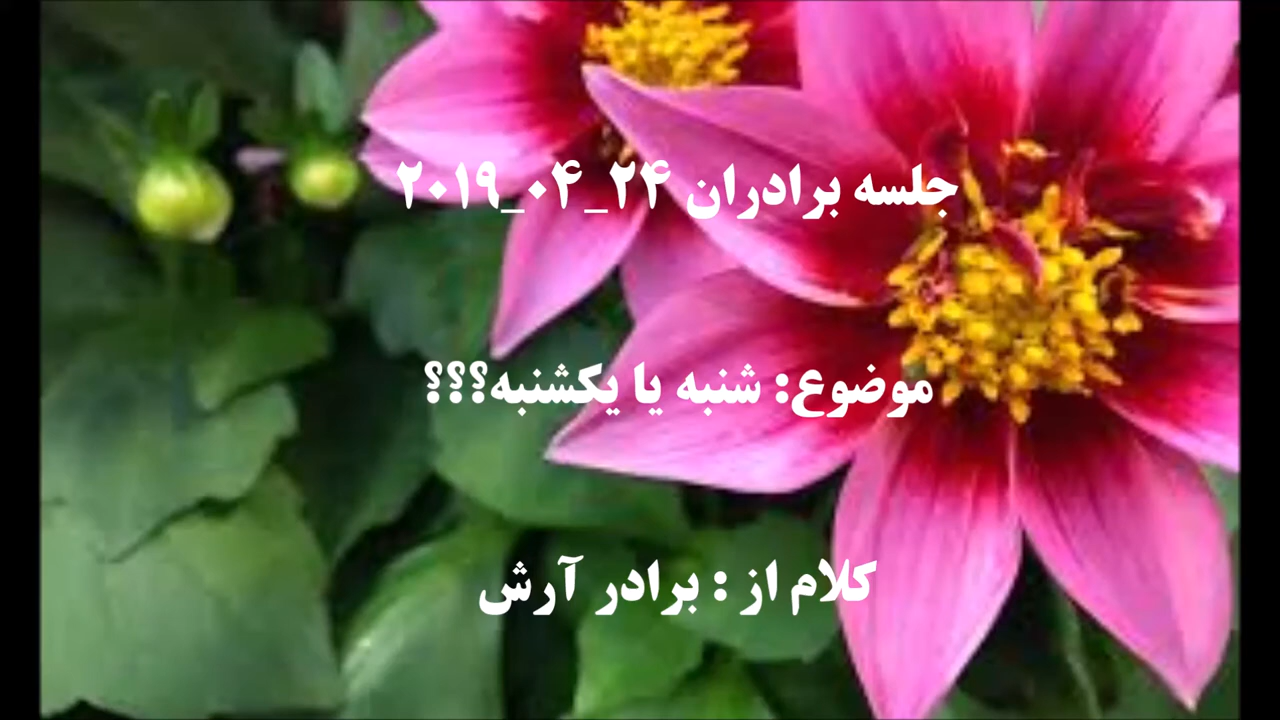 جلسه برادران ۲۴_۰۴_۲۰۱۹
موضوع: شنبه یا یکشنبه؟؟؟
کلام از : برادر آرش